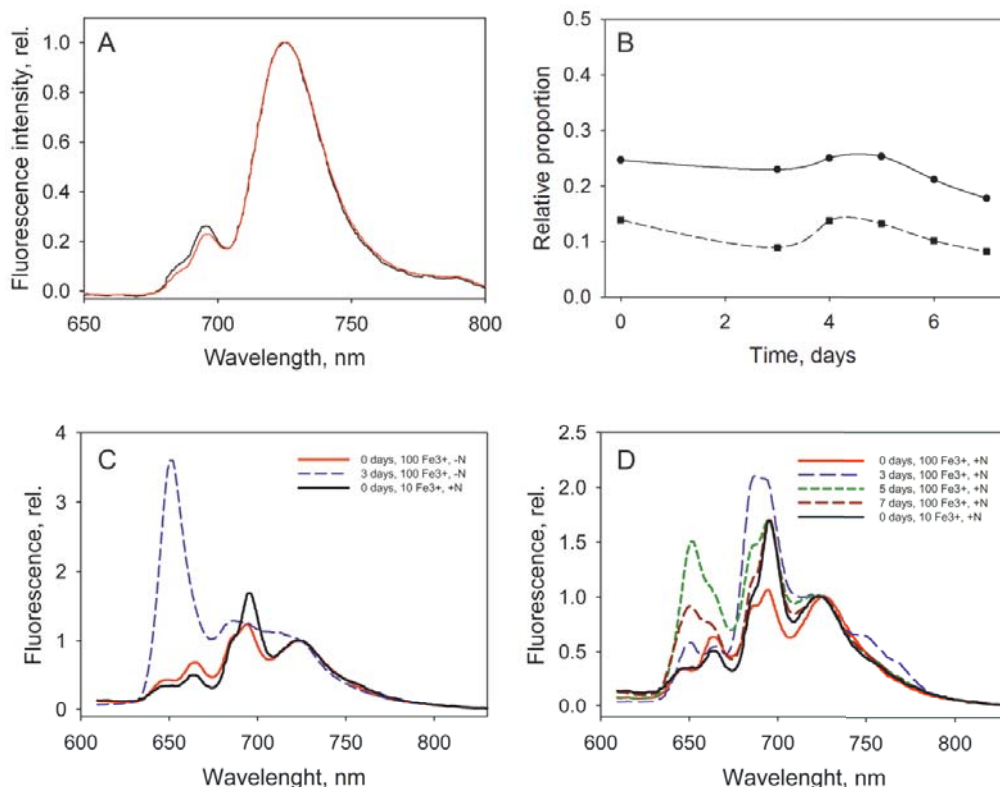 A
Fluorescence intensity, rel.
1.0
0.8
0.6
0.4
0.2
0.0
650
700
750
800
Wavelength, nm
B
Relative proportion
0.5
0.4
0.3
0.2
0.1
0.0
0
2
4
6
Time, days
C
Fluorescence, rel.
4
3
2
1
0
0 days, 100 Fe3+, -N
3 days, 100 Fe3+, -N
0 days, 10 Fe3+, +N
600
650
700
750
800
Wavelenght, nm
D
Fluorescence, rel.
2.5
2.0
1.5
1.0
0.5
0.0
0 days, 100 Fe3+, +N
3 days, 100 Fe3+, +N
5 days, 100 Fe3+, +N
7 days, 100 Fe3+, +N
0 days, 10 Fe3+, +N
600
650
700
750
800
Wavelenght, nm